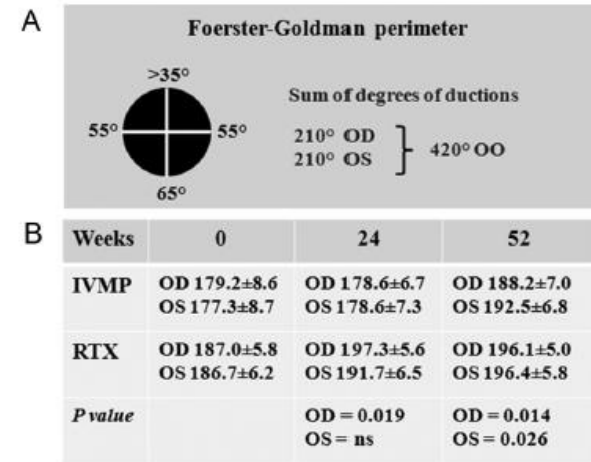 A
Foerster-Goldman perimeter
>35°
55°
55°
65°
Sum of degrees of ductions
210° OD
210° OS
420° OO
B
Weeks 0 24 52
IVMP OD 179.2±8.6 OD 178.6±6.7 OD 188.2±7.0
OS 177.3±8.7 OS 178.6±7.3 OS 192.5±6.8
RTX OD 187.0±5.8 OD 197.3±5.6 OD 196.1±5.0
OS 186.7±6.2 OS 191.7±6.5 OS 196.4±5.8
P value OD = 0.019 OD = 0.014
OS = ns OS = 0.026